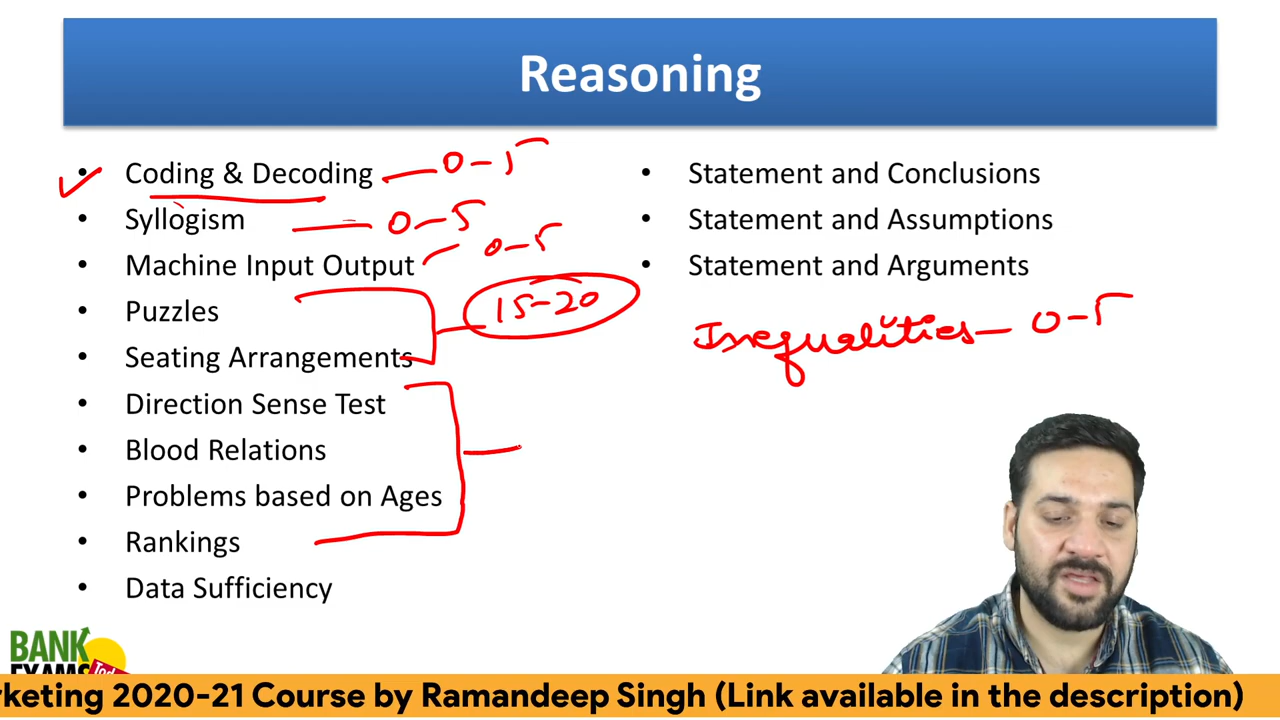 Reasoning
• Coding & Decoding — 0-5
• Syllogism — 0-5
• Machine Input Output — 0-5
• Puzzles
15-20
• Seating Arrangements
• Direction Sense Test
• Blood Relations
• Problems based on Ages
• Rankings
• Data Sufficiency
• Statement and Conclusions
• Statement and Assumptions
• Statement and Arguments
Inequalities — 0-5
BANK
EXAMS Today
rketing 2020-21 Course by Ramandeep Singh (Link available in the description)